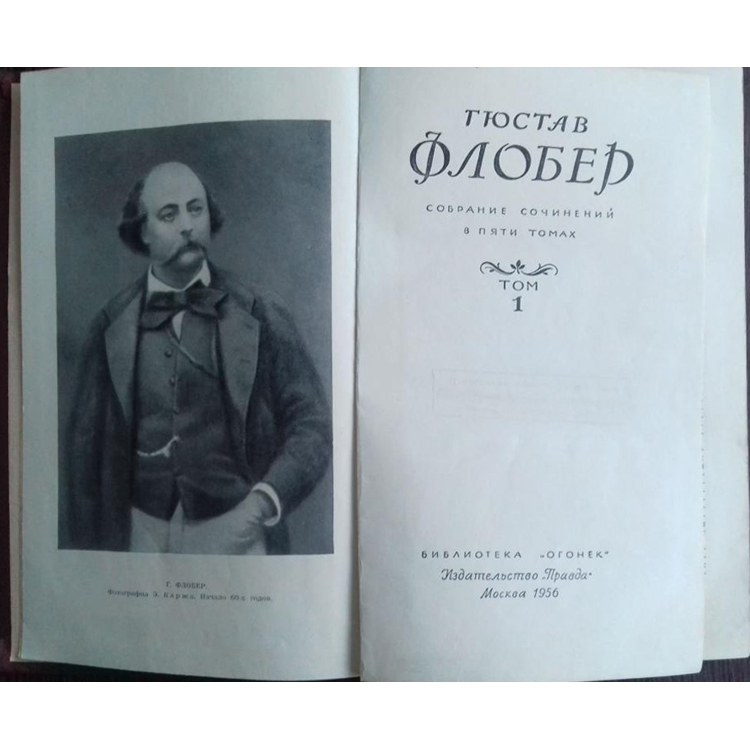 Г. ФЛОБЕР.
Фотография Э. Каржа. Начало 60-х годов.
ГЮСТАВ
ФЛОБЕР
СОБРАНИЕ СОЧИНЕНИЙ
В ПЯТИ ТОМАХ
ТОМ
1
БИБЛИОТЕКА „ОГОНЕК“
Издательство „Правда“
Москва 1956